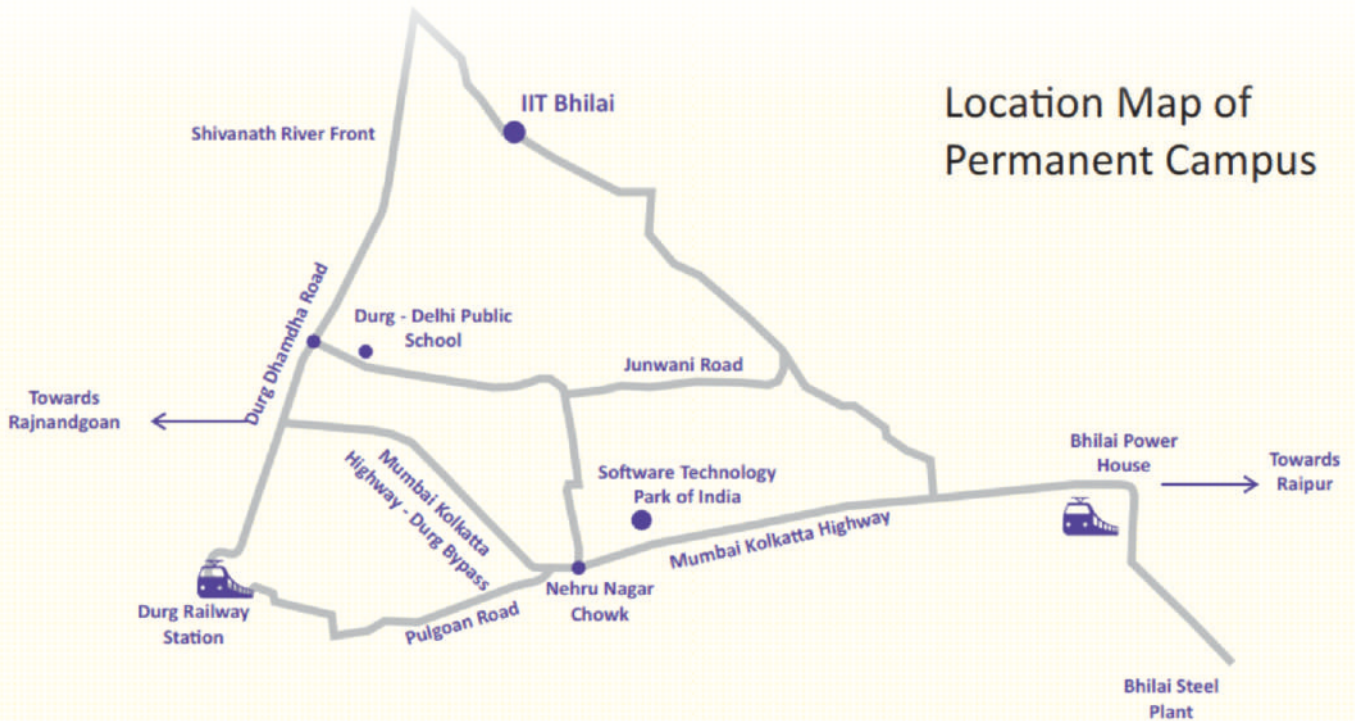 Location Map of
Permanent Campus
IIT Bhilai
Shivanath River Front
Durg Dhamdha Road
Durg - Delhi Public
School
Junwani Road
Towards
Rajnandgoan
Mumbai Kolkatta
Highway - Durg Bypass
Software Technology
Park of India
Bhilai Power
House
Towards
Raipur
Mumbai Kolkatta Highway
Nehru Nagar
Chowk
Durg Railway
Station
Pulgoan Road
Bhilai Steel
Plant